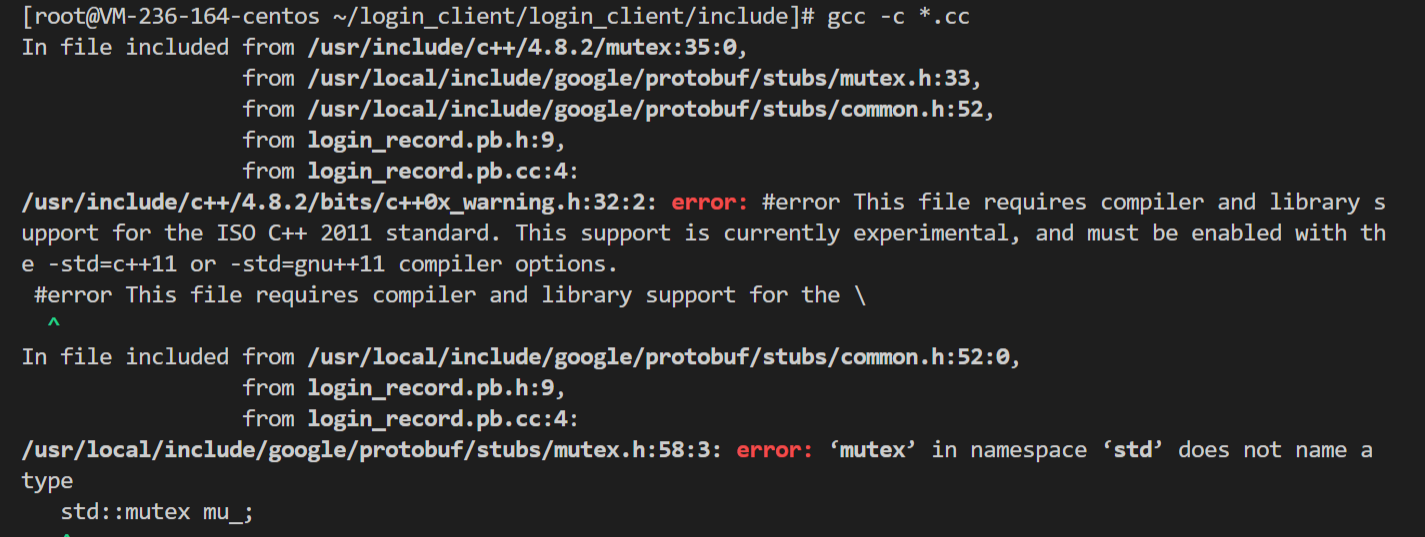 [root@VM-236-164-centos ~/login_client/login_client/include]# gcc -c *.cc
In file included from /usr/include/c++/4.8.2/mutex:35:0,
                 from /usr/local/include/google/protobuf/stubs/mutex.h:33,
                 from /usr/local/include/google/protobuf/stubs/common.h:52,
                 from login_record.pb.h:9,
                 from login_record.pb.cc:4:
/usr/include/c++/4.8.2/bits/c++0x_warning.h:32:2: error: #error This file requires compiler and library s
upport for the ISO C++ 2011 standard. This support is currently experimental, and must be enabled with th
e -std=c++11 or -std=gnu++11 compiler options.
 #error This file requires compiler and library support for the \
  ^
In file included from /usr/local/include/google/protobuf/stubs/common.h:52:0,
                 from login_record.pb.h:9,
                 from login_record.pb.cc:4:
/usr/local/include/google/protobuf/stubs/mutex.h:58:3: error: ‘mutex’ in namespace ‘std’ does not name a
type
   std::mutex mu_;
   ^